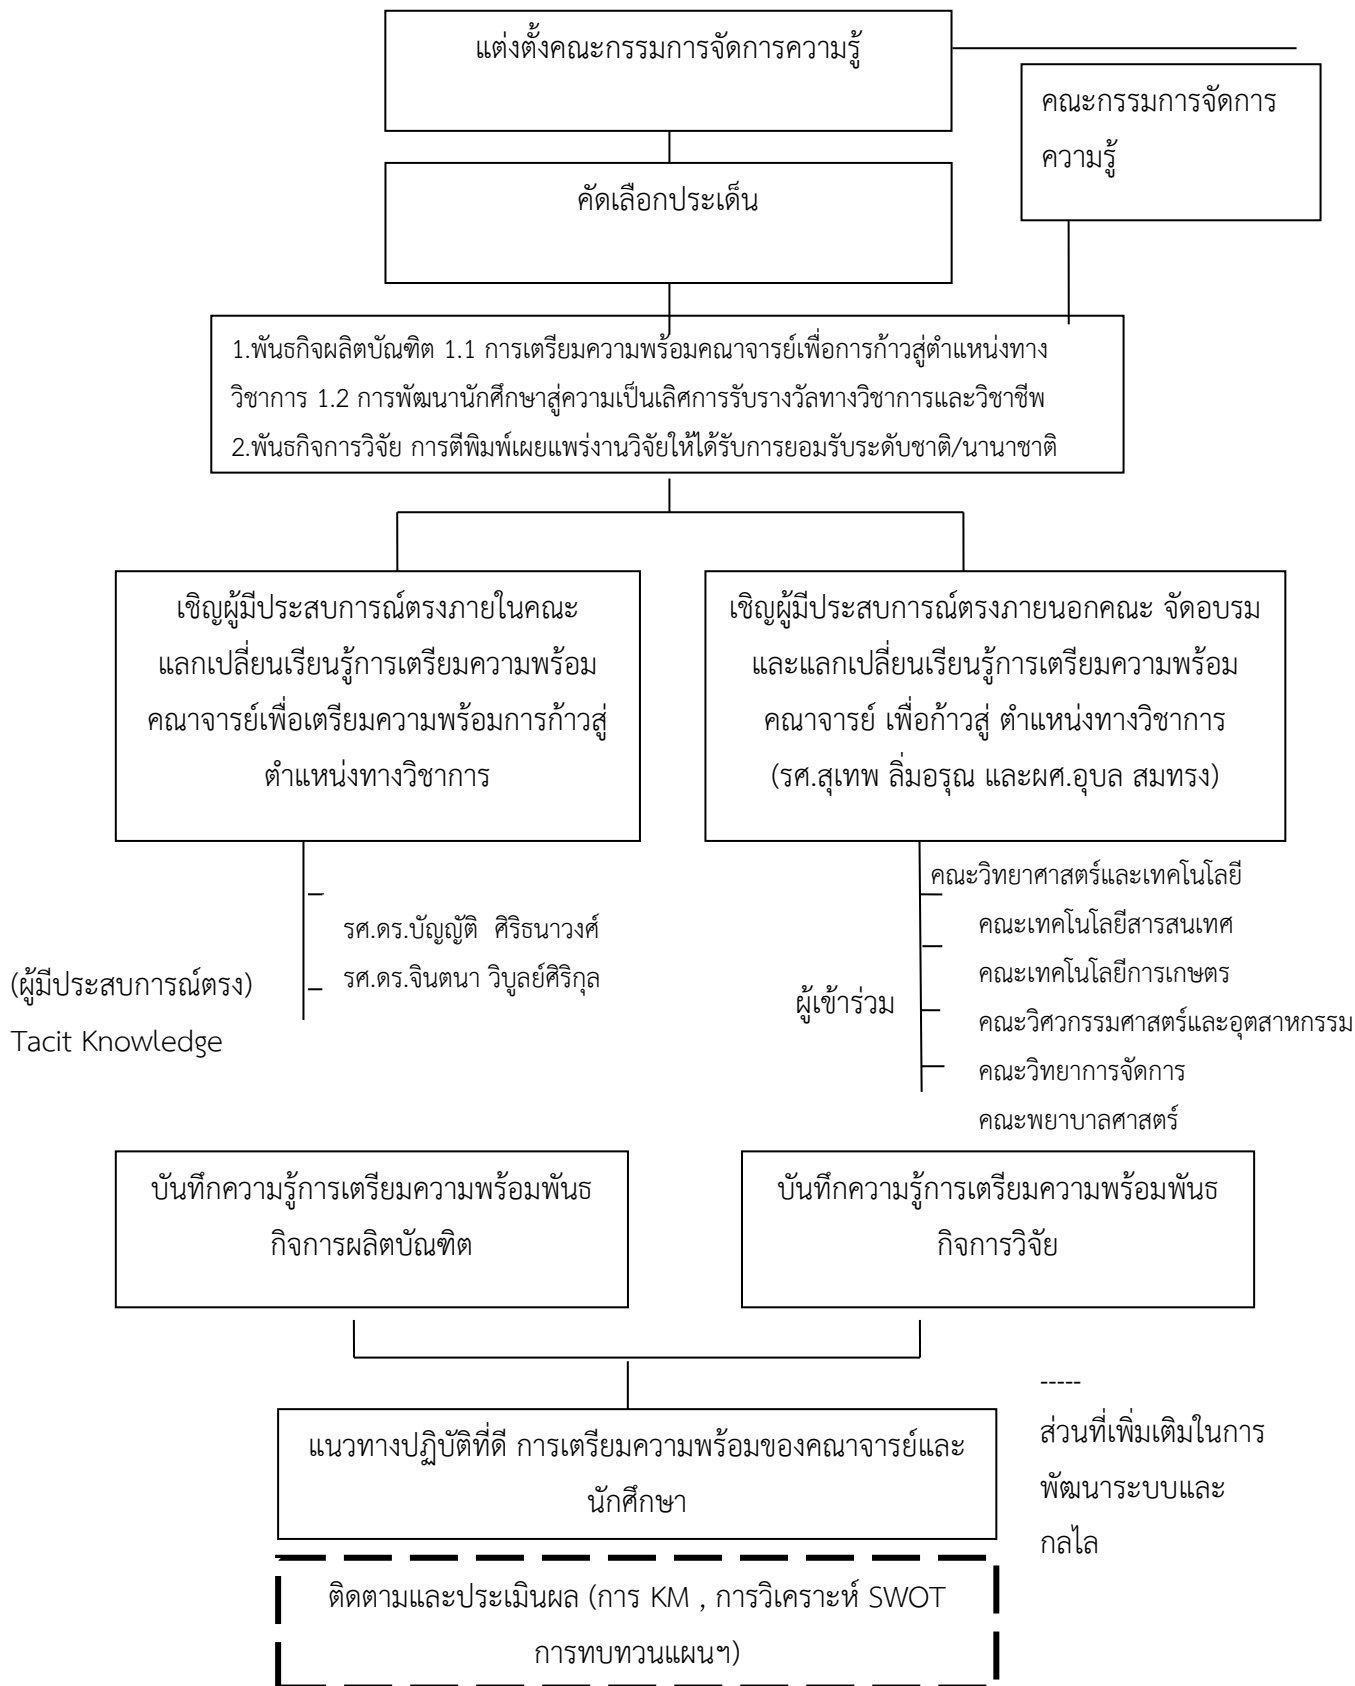 แต่งตั้งคณะกรรมการจัดการความรู้
คณะกรรมการจัดการ
ความรู้
คัดเลือกประเด็น
1.พันธกิจผลิตบัณฑิต 1.1 การเตรียมความพร้อมคณาจารย์เพื่อการก้าวสู่ตำแหน่งทาง
วิชาการ 1.2 การพัฒนานักศึกษาสู่ความเป็นเลิศการรับรางวัลทางวิชาการและวิชาชีพ
2.พันธกิจการวิจัย การตีพิมพ์เผยแพร่งานวิจัยให้ได้รับการยอมรับระดับชาติ/นานาชาติ
เชิญผู้มีประสบการณ์ตรงภายในคณะ
แลกเปลี่ยนเรียนรู้การเตรียมความพร้อม
คณาจารย์เพื่อเตรียมความพร้อมการก้าวสู่
ตำแหน่งทางวิชาการ
เชิญผู้มีประสบการณ์ตรงภายนอกคณะ จัดอบรม
และแลกเปลี่ยนเรียนรู้การเตรียมความพร้อม
คณาจารย์ เพื่อก้าวสู่ ตำแหน่งทางวิชาการ
(รศ.สุเทพ ลิ่มอรุณ และผศ.อุบล สมทรง)
รศ.ดร.บัญญัติ ศิริธนาวงศ์
รศ.ดร.จินตนา วิบูลย์ศิริกุล
(ผู้มีประสบการณ์ตรง)
Tacit Knowledge
คณะวิทยาศาสตร์และเทคโนโลยี
คณะเทคโนโลยีสารสนเทศ
คณะเทคโนโลยีการเกษตร
ผู้เข้าร่วม
คณะวิศวกรรมศาสตร์และอุตสาหกรรม
คณะวิทยาการจัดการ
คณะพยาบาลศาสตร์
บันทึกความรู้การเตรียมความพร้อมพันธ
กิจการผลิตบัณฑิต
บันทึกความรู้การเตรียมความพร้อมพันธ
กิจการวิจัย
แนวทางปฏิบัติที่ดี การเตรียมความพร้อมของคณาจารย์และ
นักศึกษา
-----
ส่วนที่เพิ่มเติมในการ
พัฒนาระบบและ
กลไล
ติดตามและประเมินผล (การ KM , การวิเคราะห์ SWOT
การทบทวนแผนฯ)